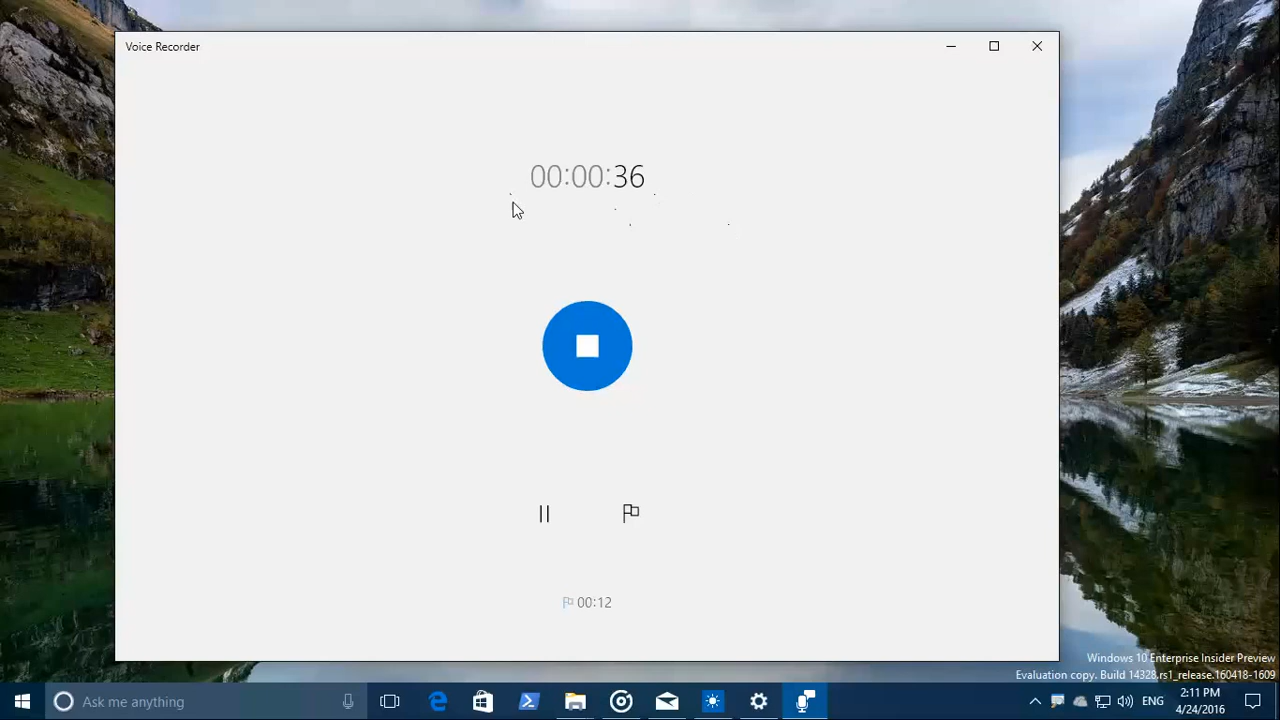 Voice Recorder
00:00:36
00:12
Windows 10 Enterprise Insider Preview
Evaluation copy. Build 14328.rs1_release.160418-1609
Ask me anything
ENG
2:11 PM
4/24/2016